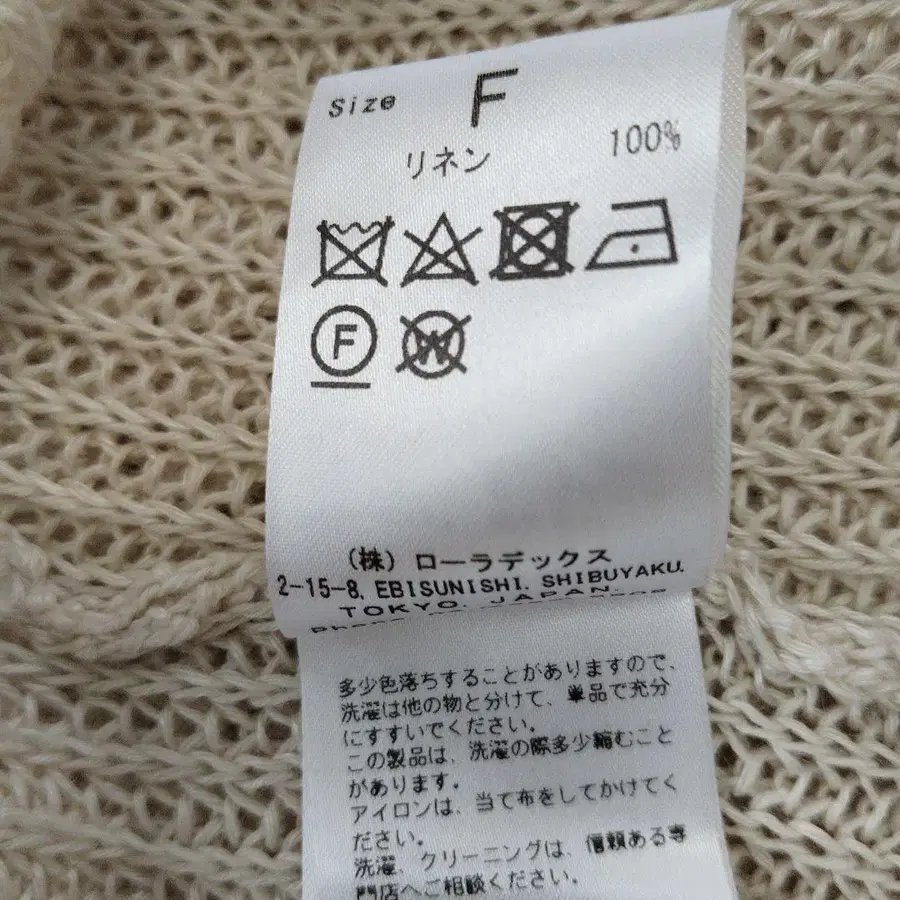 Size F
リネン 100%
F
W
(株) ローラデックス
2-15-8, EBISUNISHI. SHIBUYAKU.
TOKYO. JAPAN.
多少色落ちすることがありますので、
洗濯は他の物と分けて、単品で充分
にすすいでください。
この製品は、洗濯の際多少縮むこと
があります。
アイロンは、当て布をしてかけてく
ださい。
洗濯、クリーニングは、信頼ある専
門店へご相談ください。